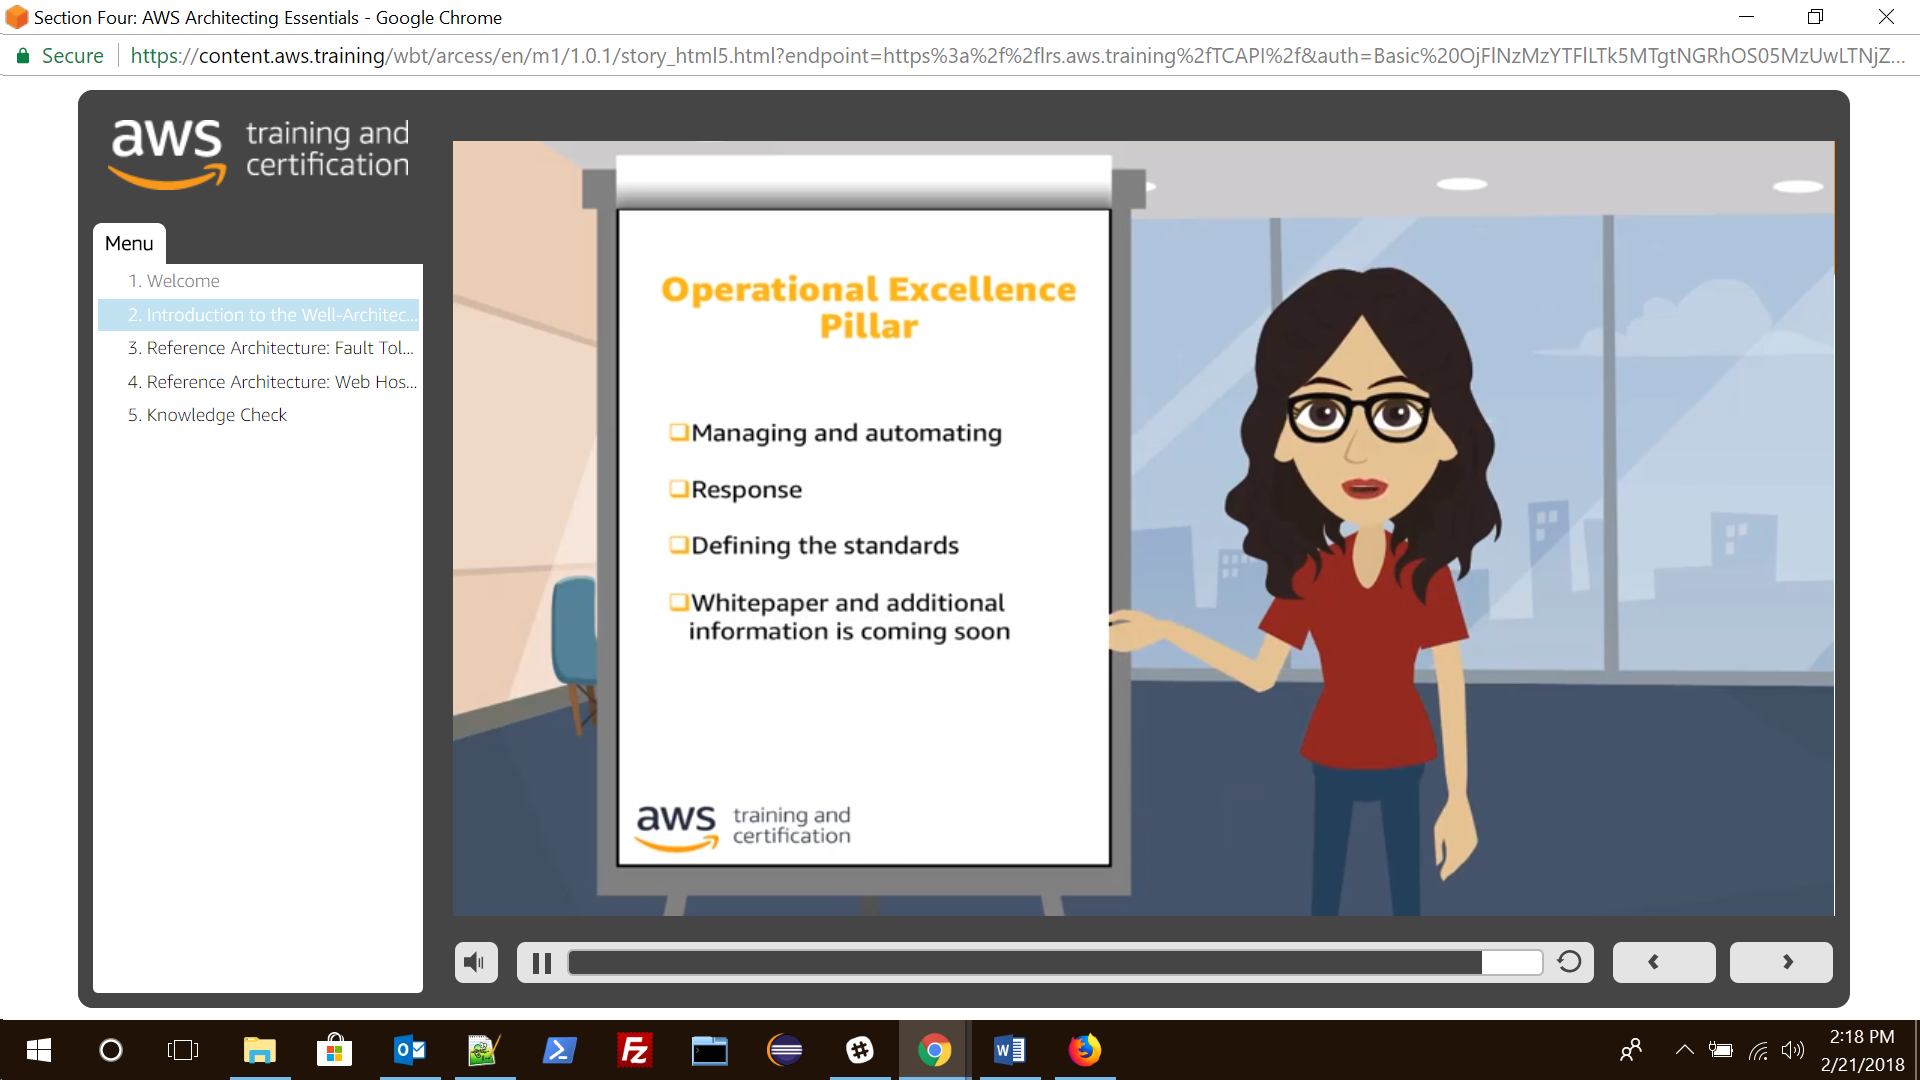 Section Four: AWS Architecting Essentials - Google Chrome
Secure
https://content.aws.training/wbt/arcess/en/m1/1.0.1/story_html5.html?endpoint=https%3a%2f%2flrs.aws.training%2fTCAPI%2f&auth=Basic%20OjFlNzMzYTFlLTk5MTgtNGRhOS05MzUwLTNjZ...
aws training and
certification
Menu
1. Welcome
2. Introduction to the Well-Architec...
3. Reference Architecture: Fault Tol...
4. Reference Architecture: Web Hos...
5. Knowledge Check
Operational Excellence
Pillar
Managing and automating
Response
Defining the standards
Whitepaper and additional
information is coming soon
aws training and
certification
2:18 PM
2/21/2018